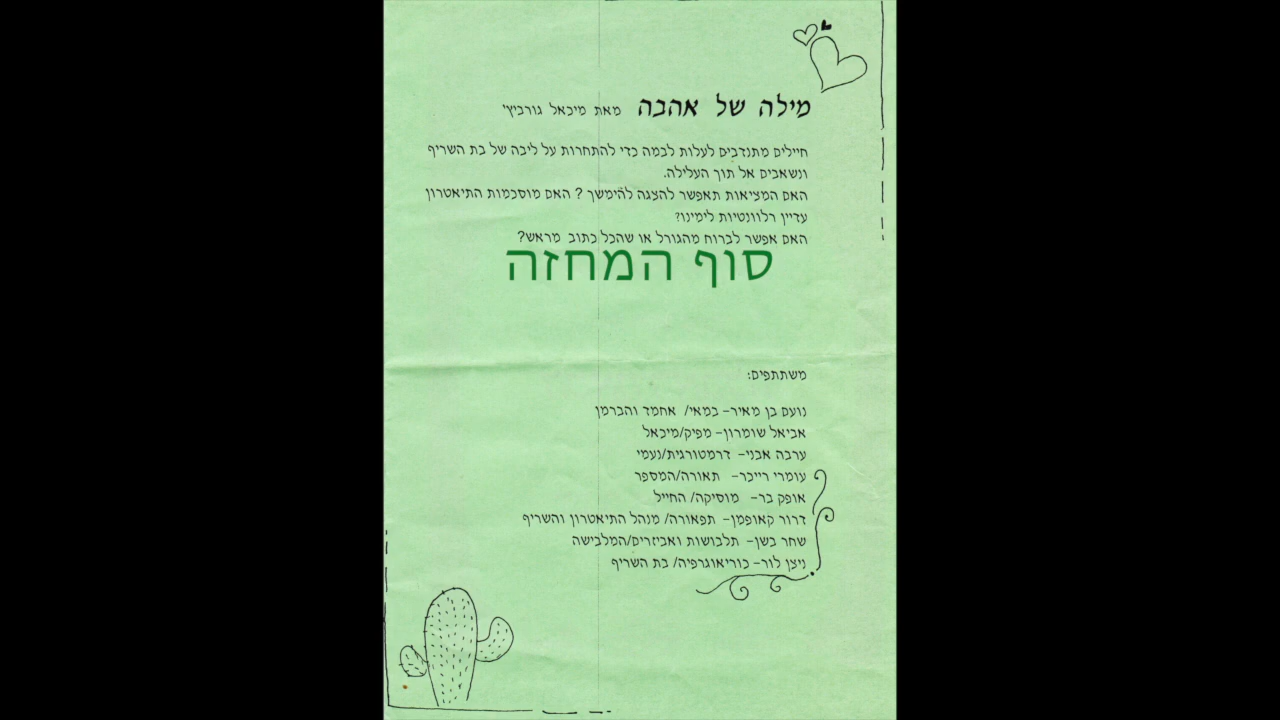 מילה של אהבה מאת מיכאל גורביץ'
חיילים מתנדבים לעלות לבמה כדי להתחרות על ליבה של בת השריף
ונשאבים אל תוך העלילה.
האם המציאות תאפשר להצגה להימשך ? האם מוסכמות התיאטרון
עדיין רלוונטיות לימינו?
האם אפשר לברוח מהגורל או שהכל כתוב מראש?
סוף המחזה
משתתפים:
נועם בן מאיר- במאי/ אחמד והברמן
אביאל שומרון- מפיק/מיכאל
ערבה אבני- דרמטורגית/נעמי
עומרי רייכר- תאורה/המספר
אופק בר- מוסיקה/ החייל
דרור קאופמן- תפאורה/ מנהל התיאטרון והשריף
שחר בשן- תלבושות ואביזרים/המלבישה
ניצן לור- כוריאוגרפיה/ בת השריף